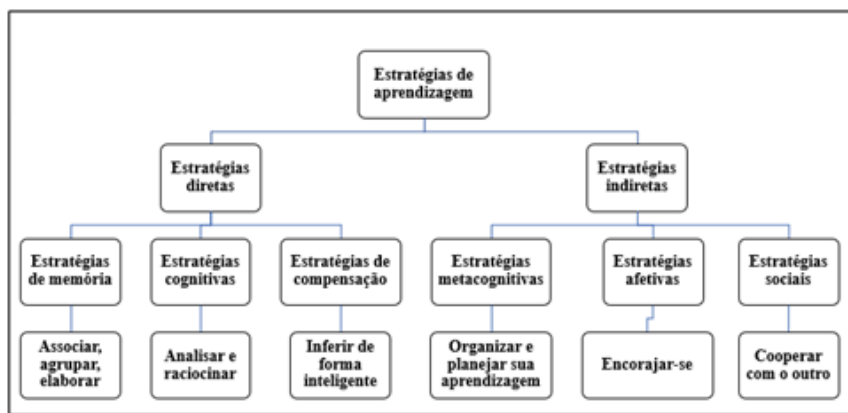 Estratégias de
aprendizagem
Estratégias
diretas
Estratégias
indiretas
Estratégias
de memória
Estratégias
cognitivas
Estratégias de
compensação
Estratégias
metacognitivas
Estratégias
afetivas
Estratégias
sociais
Associar,
agrupar,
elaborar
Analisar e
raciocinar
Inferir de
forma
inteligente
Organizar e
planejar sua
aprendizagem
Encorajar-se
Cooperar
com o outro